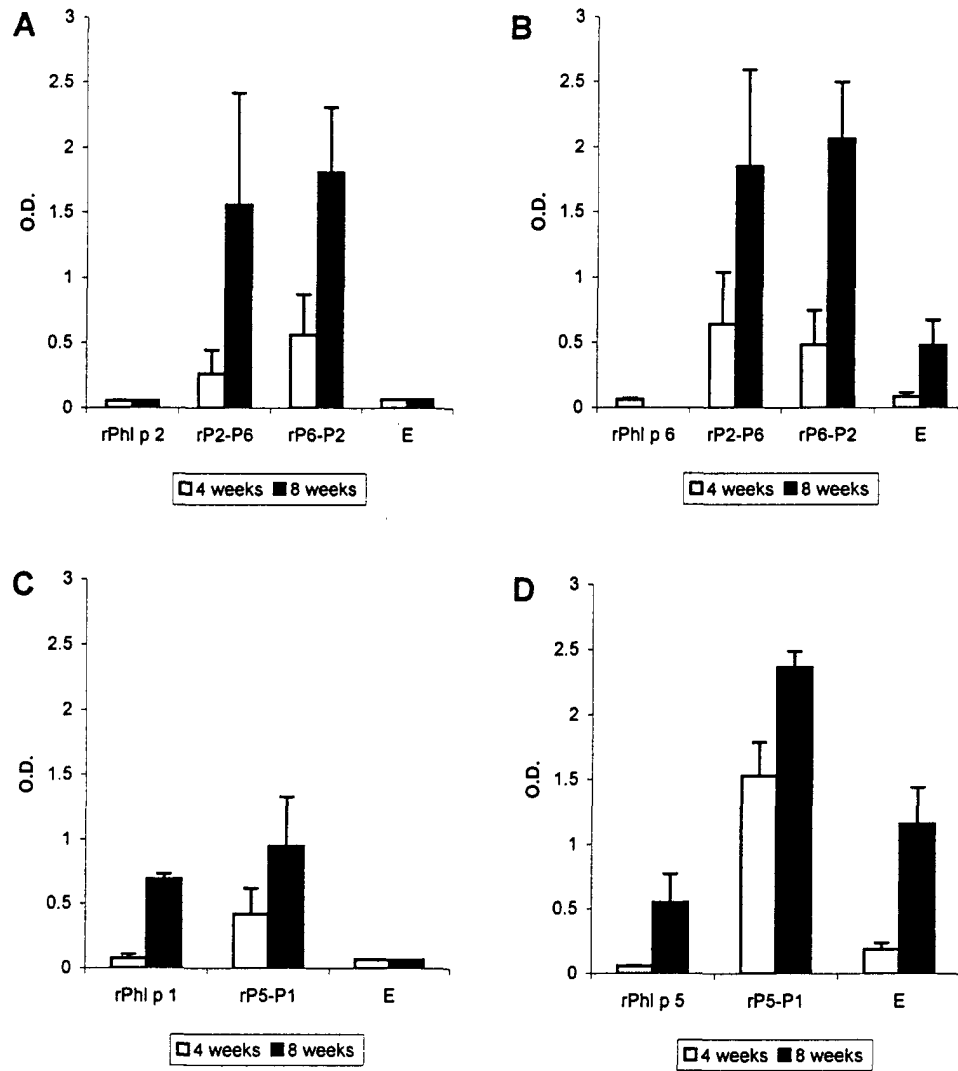 A
3
2.5
2
1.5
1
0.5
0
O.D.
rPhl p 2 rP2-P6 rP6-P2 E
4 weeks 8 weeks
B
3
2.5
2
1.5
1
0.5
0
O.D.
rPhl p 6 rP2-P6 rP6-P2 E
4 weeks 8 weeks
C
3
2.5
2
1.5
1
0.5
0
O.D.
rPhl p 1 rP5-P1 E
4 weeks 8 weeks
D
3
2.5
2
1.5
1
0.5
0
O.D.
rPhl p 5 rP5-P1 E
4 weeks 8 weeks